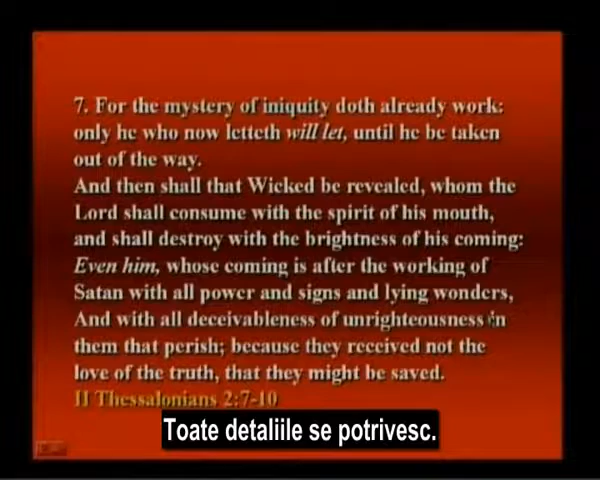 7. For the mystery of iniquity doth already work:
only he who now letteth will let, until he be taken
out of the way.
And then shall that Wicked be revealed, whom the
Lord shall consume with the spirit of his mouth,
and shall destroy with the brightness of his coming:
Even him, whose coming is after the working of
Satan with all power and signs and lying wonders,
And with all deceivableness of unrighteousness in
them that perish; because they received not the
love of the truth, that they might be saved.
II Thessalonians 2:7-10
Toate detaliile se potrivesc.